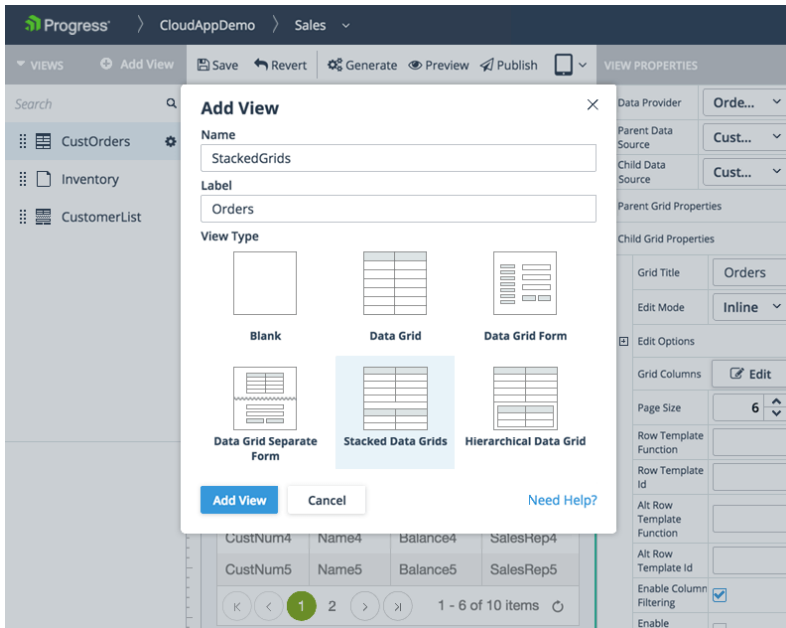 Progress CloudAppDemo Sales
VIEWS Add View Save Revert Generate Preview Publish VIEW PROPERTIES
Search
CustOrders
Inventory
CustomerList
Add View
Name
StackedGrids
Label
Orders
View Type
Blank Data Grid Data Grid Form
Data Grid Separate
Form
Stacked Data Grids
Hierarchical Data Grid
Add View Cancel Need Help?
CustNum4 Name4 Balance4 SalesRep4
CustNum5 Name5 Balance5 SalesRep5
1 2 1 - 6 of 10 items
Data Provider Orde...
Parent Data
Source
Cust...
Child Data
Source
Cust...
Parent Grid Properties
Child Grid Properties
Grid Title Orders
Edit Mode Inline
Edit Options
Grid Columns Edit
Page Size 6
Row Template
Function
Row Template
Id
Alt Row
Template
Function
Alt Row
Template Id
Enable Column
Filtering
Enable